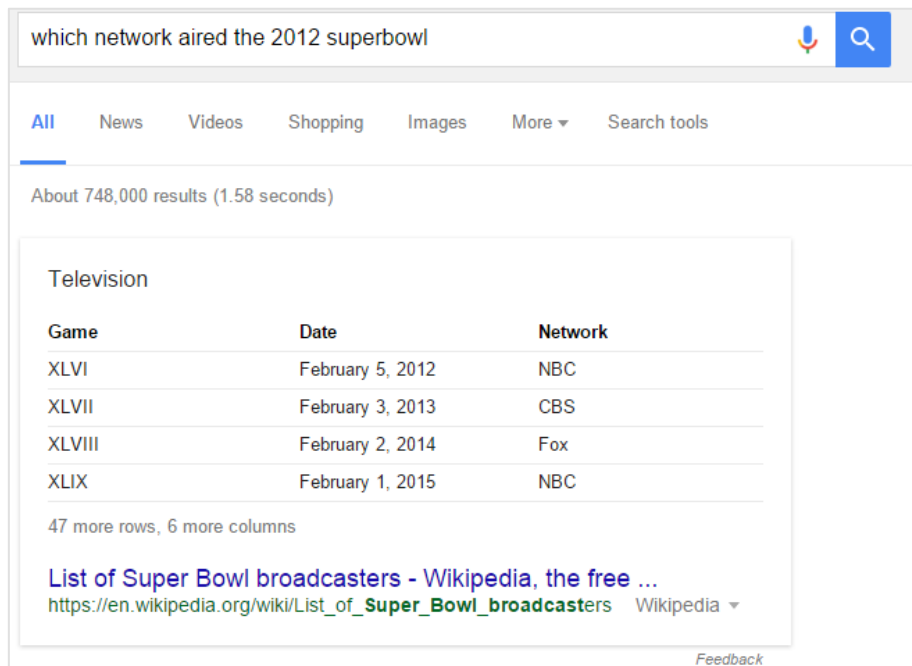 which network aired the 2012 superbowl
All News Videos Shopping Images More Search tools
About 748,000 results (1.58 seconds)
Television
Game Date Network
XLVI February 5, 2012 NBC
XLVII February 3, 2013 CBS
XLVIII February 2, 2014 Fox
XLIX February 1, 2015 NBC
47 more rows, 6 more columns
List of Super Bowl broadcasters - Wikipedia, the free ...
https://en.wikipedia.org/wiki/List_of_Super_Bowl_broadcasters Wikipedia
Feedback